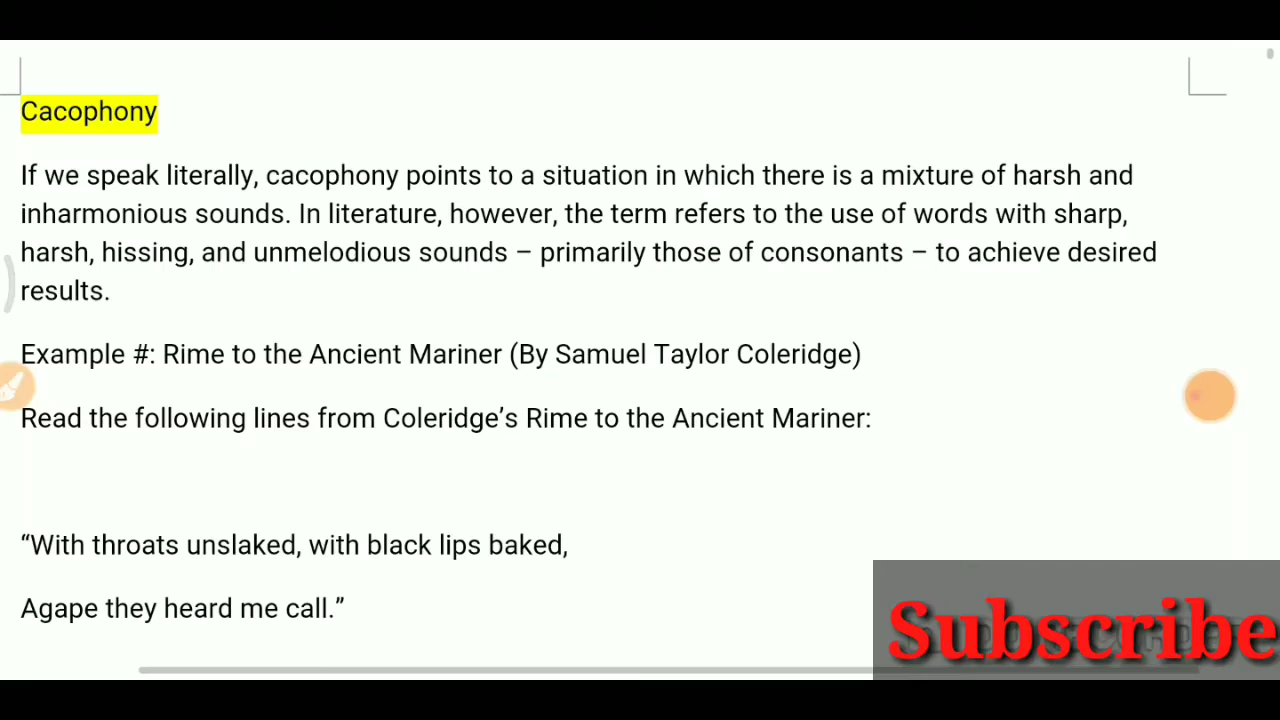 Cacophony
If we speak literally, cacophony points to a situation in which there is a mixture of harsh and
inharmonious sounds. In literature, however, the term refers to the use of words with sharp,
harsh, hissing, and unmelodious sounds – primarily those of consonants – to achieve desired
results.
Example #: Rime to the Ancient Mariner (By Samuel Taylor Coleridge)
Read the following lines from Coleridge’s Rime to the Ancient Mariner:
“With throats unslaked, with black lips baked,
Agape they heard me call.”
Subscribe